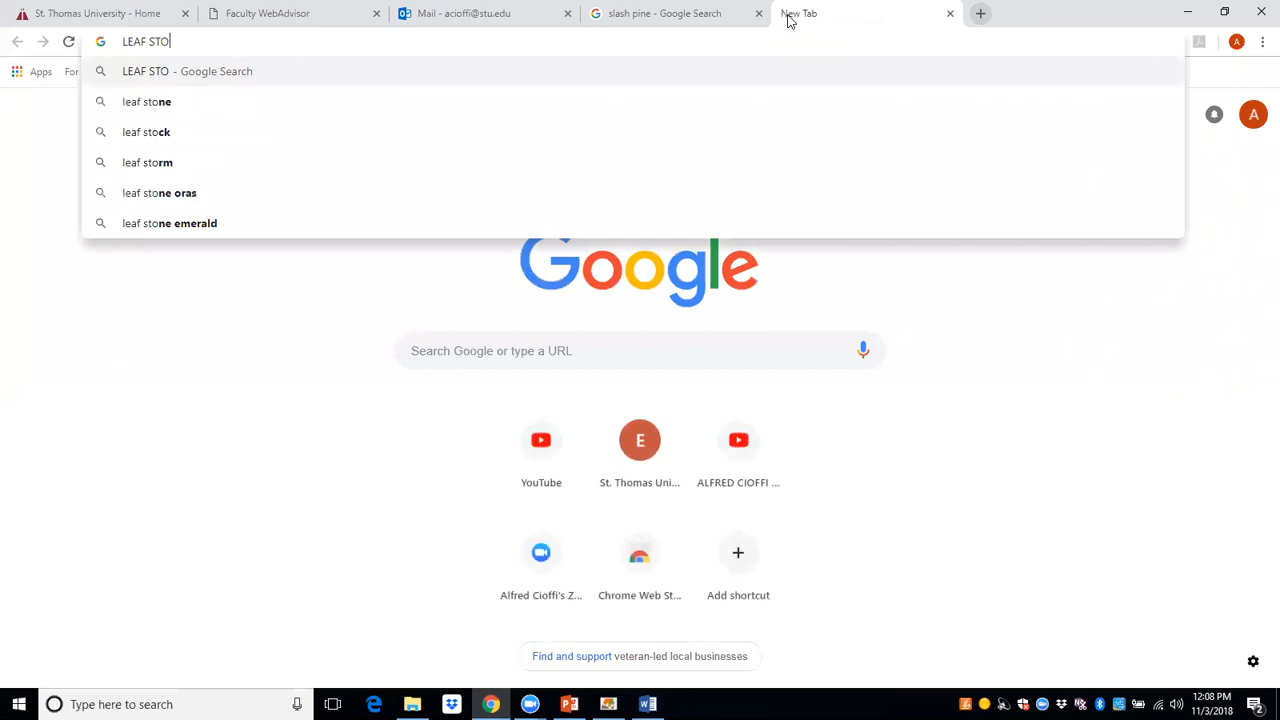 St. Thomas University - Home
Faculty WebAdvisor
Mail - acioffi@stu.edu
slash pine - Google Search
New Tab
LEAF STO
A
Apps
For
LEAF STO - Google Search
leaf stone
leaf stock
leaf storm
leaf stone oras
leaf stone emerald
A
Google
Search Google or type a URL
E
YouTube
St. Thomas Uni...
ALFRED CIOFFI ...
Alfred Cioffi's Z...
Chrome Web St...
Add shortcut
Find and support veteran-led local businesses
Type here to search
12:08 PM
11/3/2018
2